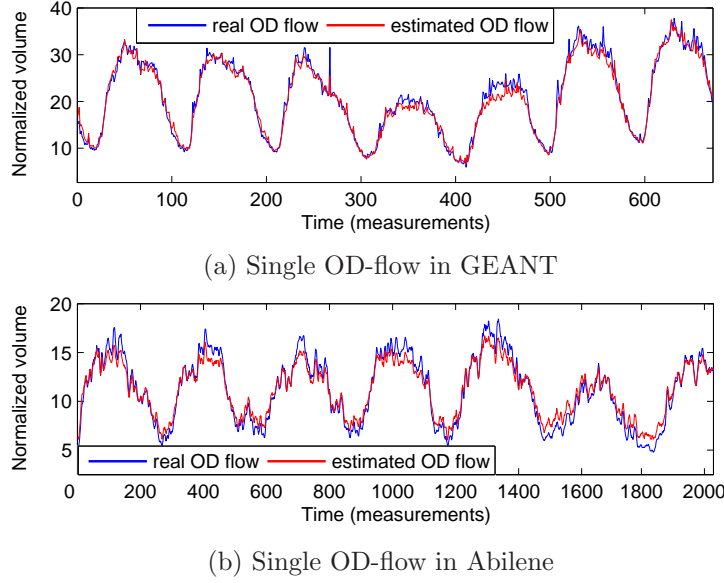 40
30
20
10
Normalized volume
real OD flow
estimated OD flow
0 100 200 300 400 500 600
Time (measurements)
(a) Single OD-flow in GEANT
20
15
10
5
Normalized volume
real OD flow
estimated OD flow
0 200 400 600 800 1000 1200 1400 1600 1800 2000
Time (measurements)
(b) Single OD-flow in Abilene